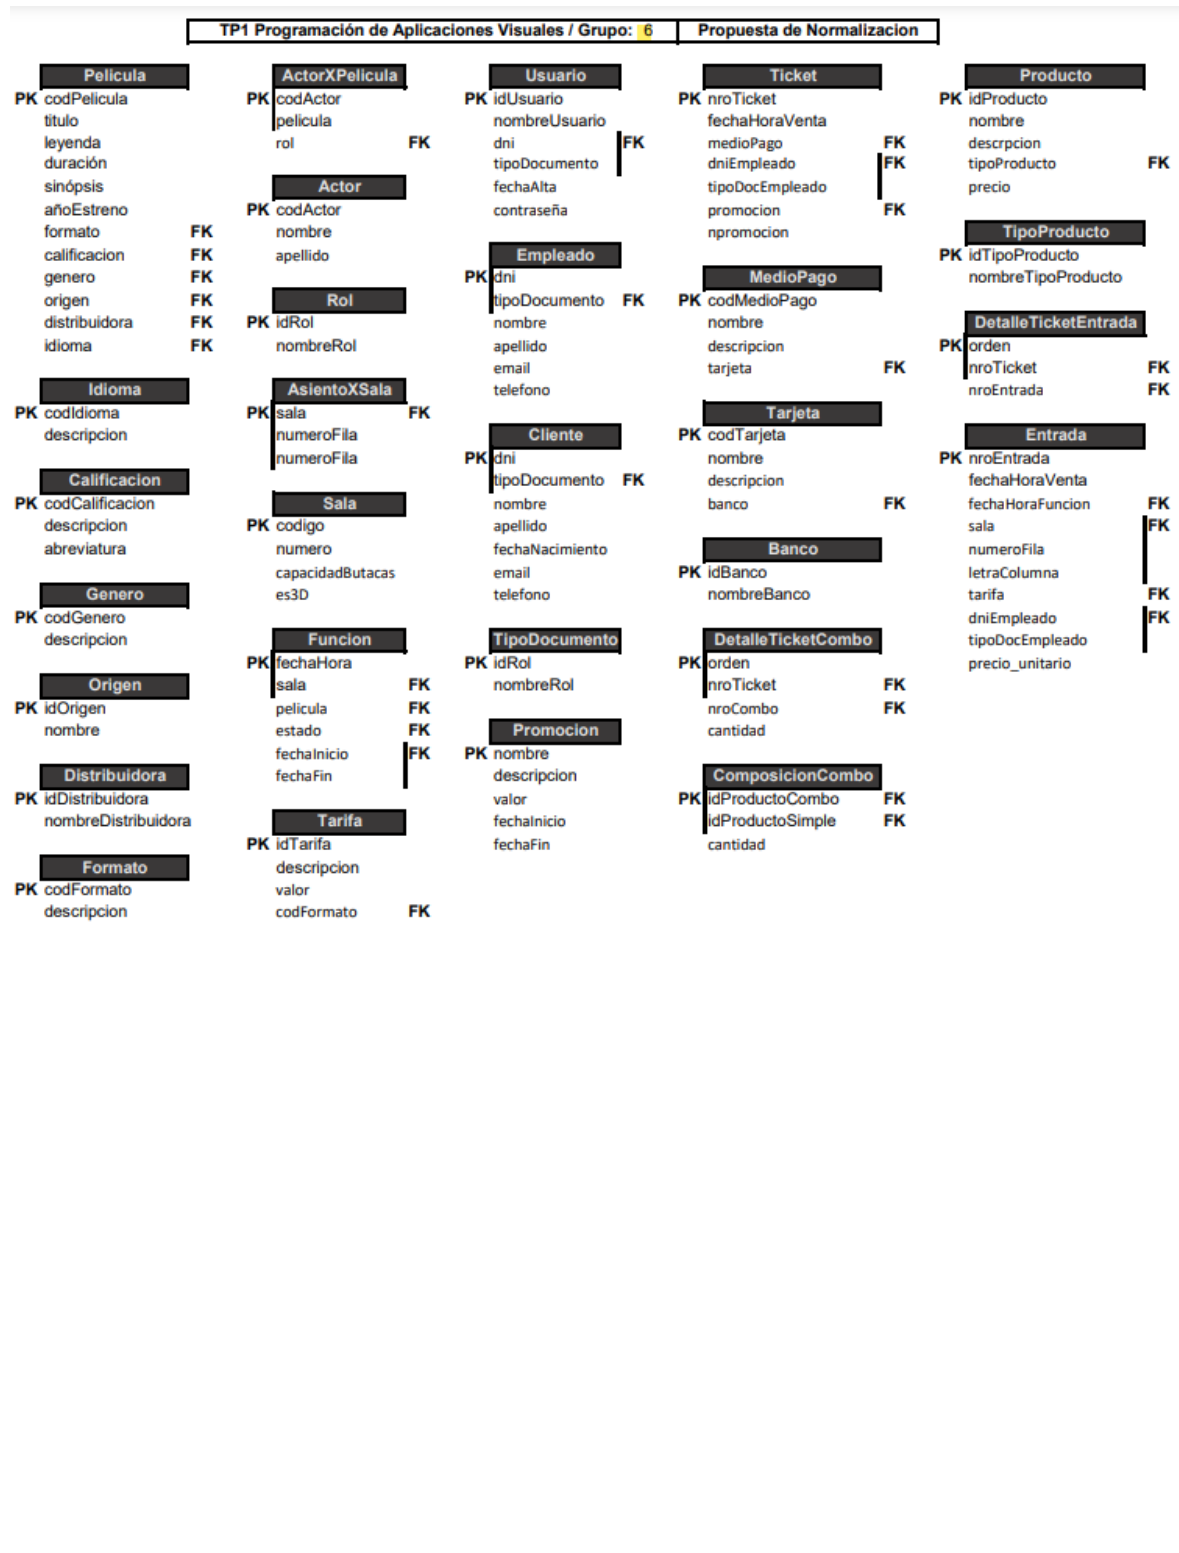 TP1 Programación de Aplicaciones Visuales / Grupo: 6 Propuesta de Normalizacion
Pelicula
PK codPelicula
titulo
leyenda
duración
sinópsis
añoEstreno
formato FK
calificacion FK
genero FK
origen FK
distribuidora FK
idioma FK
Idioma
PK codIdioma
descripcion
Calificacion
PK codCalificacion
descripcion
abreviatura
Genero
PK codGenero
descripcion
Origen
PK idOrigen
nombre
Distribuidora
PK idDistribuidora
nombreDistribuidora
Formato
PK codFormato
descripcion
ActorXPelicula
PK codActor
pelicula
rol FK
Actor
PK codActor
nombre
apellido
Rol
PK idRol
nombreRol
AsientoXSala
PK sala FK
numeroFila
numeroFila
Sala
PK codigo
numero
capacidadButacas
es3D
Funcion
PK fechaHora
sala FK
pelicula FK
estado FK
fechaInicio FK
fechaFin
Tarifa
PK idTarifa
descripcion
valor
codFormato FK
Usuario
PK idUsuario
nombreUsuario
dni FK
tipoDocumento
fechaAlta
contraseña
Empleado
PK dni
tipoDocumento FK
nombre
apellido
email
telefono
Cliente
PK dni
tipoDocumento FK
nombre
apellido
fechaNacimiento
email
telefono
TipoDocumento
PK idRol
nombreRol
Promocion
PK nombre
descripcion
valor
fechaInicio
fechaFin
Ticket
PK nroTicket
fechaHoraVenta
medioPago FK
dniEmpleado FK
tipoDocEmpleado
promocion FK
npromocion
MedioPago
PK codMedioPago
nombre
descripcion
tarjeta FK
Tarjeta
PK codTarjeta
nombre
descripcion
banco FK
Banco
PK idBanco
nombreBanco
DetalleTicketCombo
PK orden
nroTicket FK
nroCombo FK
cantidad
ComposicionCombo
PK idProductoCombo FK
idProductoSimple FK
cantidad
Producto
PK idProducto
nombre
descrpcion
tipoProducto FK
precio
TipoProducto
PK idTipoProducto
nombreTipoProducto
DetalleTicketEntrada
PK orden
nroTicket FK
nroEntrada FK
Entrada
PK nroEntrada
fechaHoraVenta
fechaHoraFuncion FK
sala FK
numeroFila
letraColumna
tarifa FK
dniEmpleado FK
tipoDocEmpleado
precio_unitario